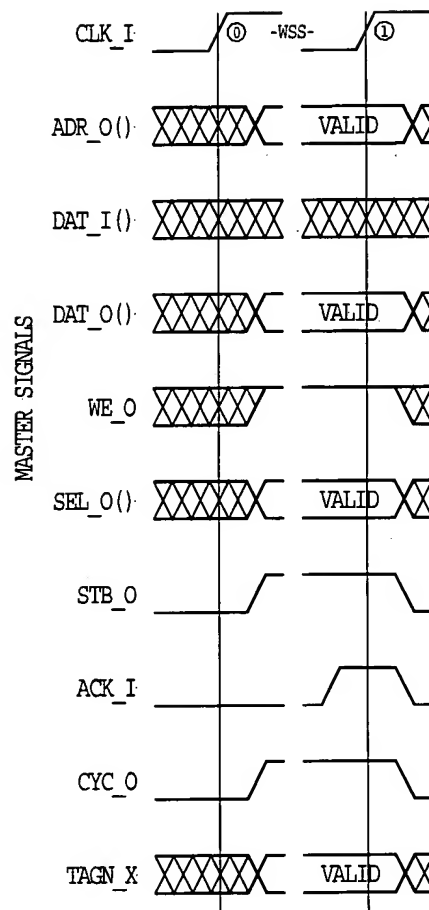 CLK_I
⓪ -WSS- ①
ADR_O()
VALID
DAT_I()
DAT_O()
VALID
MASTER SIGNALS
WE_O
SEL_O()
VALID
STB_O
ACK_I
CYC_O
TAGN_X
VALID